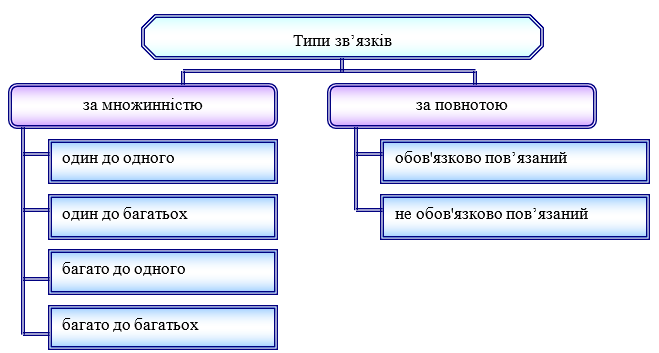 Типи зв’язків
за множинністю
один до одного
один до багатьох
багато до одного
багато до багатьох
за повнотою
обов'язково пов’язаний
не обов'язково пов’язаний